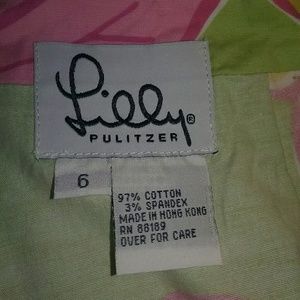 Lilly®
PULITZER
6
97% COTTON
3% SPANDEX
MADE IN HONG KONG
RN 88189
OVER FOR CARE